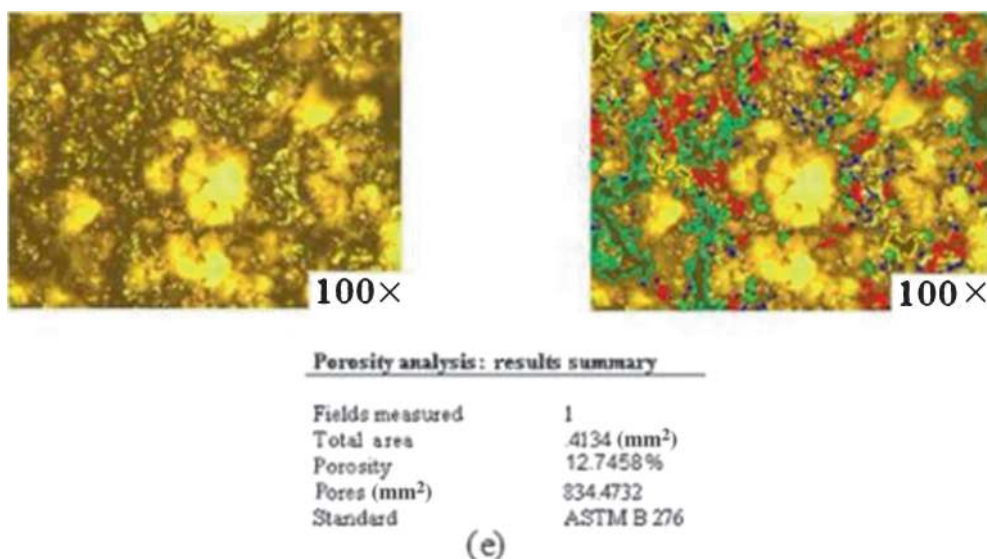 100×
100×
Porosity analysis: results summary
Fields measured 1
Total area .4134 (mm²)
Porosity 12.7458%
Pores (mm²) 834.4732
Standard ASTM B 276
(e)